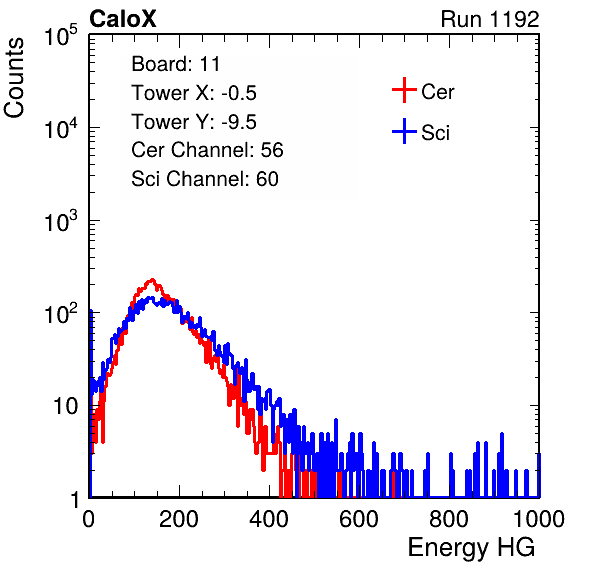 CaloX Run 1192
Counts
10^5
10^4
10^3
10^2
10
1
Board: 11
Tower X: -0.5
Tower Y: -9.5
Cer Channel: 56
Sci Channel: 60
Cer
Sci
0 200 400 600 800 1000
Energy HG